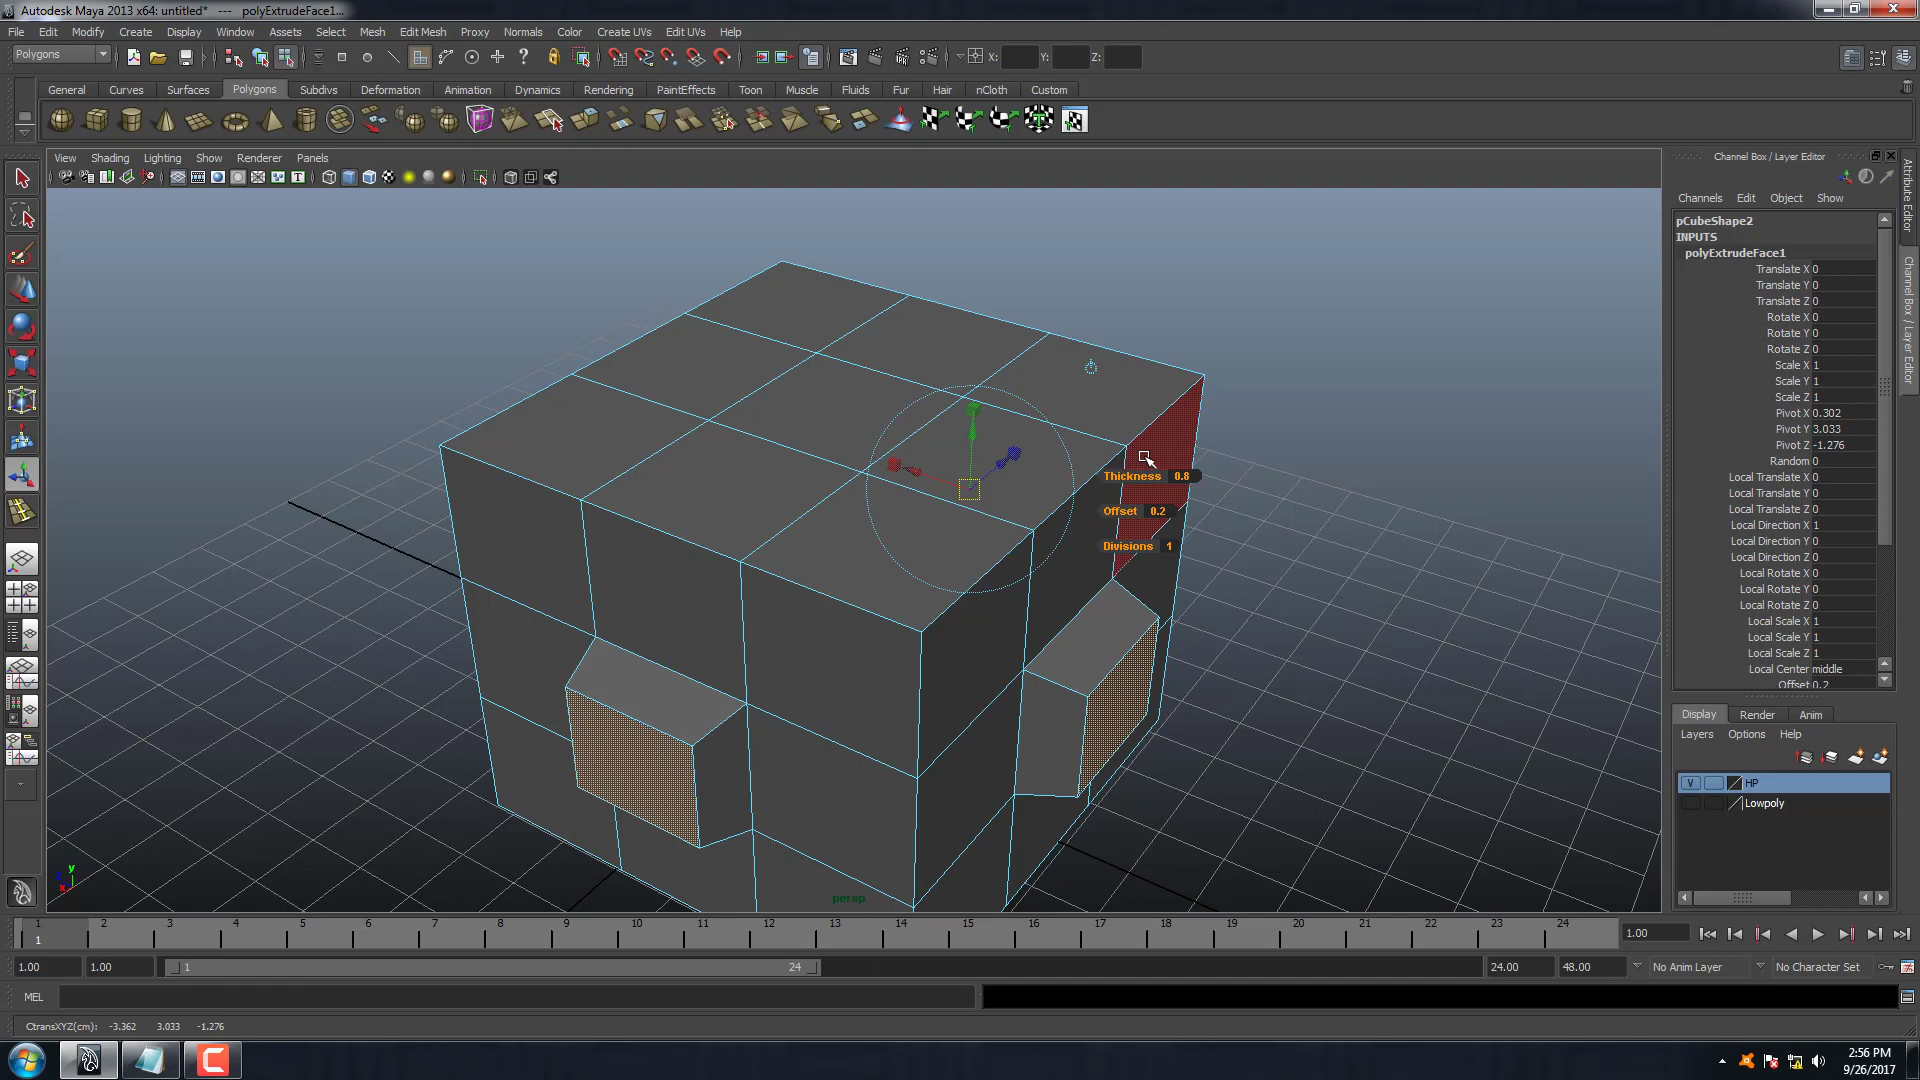 Autodesk Maya 2013 x64: untitled* --- polyExtrudeFace1...
File Edit Modify Create Display Window Assets Select Mesh Edit Mesh Proxy Normals Color Create UVs Edit UVs Help
Polygons X: Y: Z:
General Curves Surfaces Polygons Subdivs Deformation Animation Dynamics Rendering PaintEffects Toon Muscle Fluids Fur Hair nCloth Custom
View Shading Lighting Show Renderer Panels
Channel Box / Layer Editor
Channels Edit Object Show
pCubeShape2
INPUTS
polyExtrudeFace1
Translate X 0
Translate Y 0
Translate Z 0
Rotate X 0
Rotate Y 0
Rotate Z 0
Scale X 1
Scale Y 1
Scale Z 1
Pivot X 0.302
Pivot Y 3.033
Pivot Z -1.276
Random 0
Local Translate X 0
Local Translate Y 0
Local Translate Z 0
Local Direction X 1
Local Direction Y 0
Local Direction Z 0
Local Rotate X 0
Local Rotate Y 0
Local Rotate Z 0
Local Scale X 1
Local Scale Y 1
Local Scale Z 1
Local Center middle
Offset 0.2
Attribute Editor
Channel Box / Layer Editor
Thickness 0.8
Offset 0.2
Divisions 1
persp
y
x
Display Render Anim
Layers Options Help
V HP
Lowpoly
1 2 3 4 5 6 7 8 9 10 11 12 13 14 15 16 17 18 19 20 21 22 23 24
1
1.00
1.00 1.00 1 24 24.00 48.00 No Anim Layer No Character Set
MEL
CtransXYZ(cm): -3.362 3.033 -1.276
2:56 PM
9/26/2017